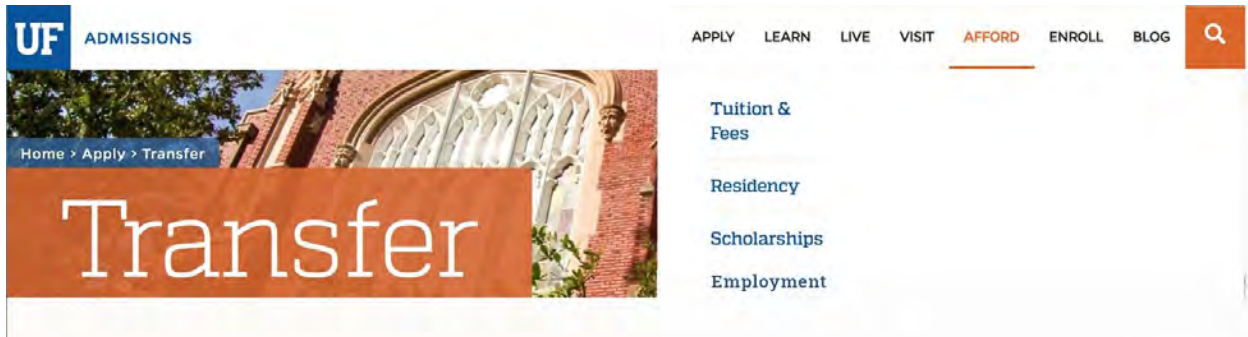 UF ADMISSIONS
APPLY LEARN LIVE VISIT AFFORD ENROLL BLOG
Home > Apply > Transfer
Transfer
Tuition &
Fees
Residency
Scholarships
Employment